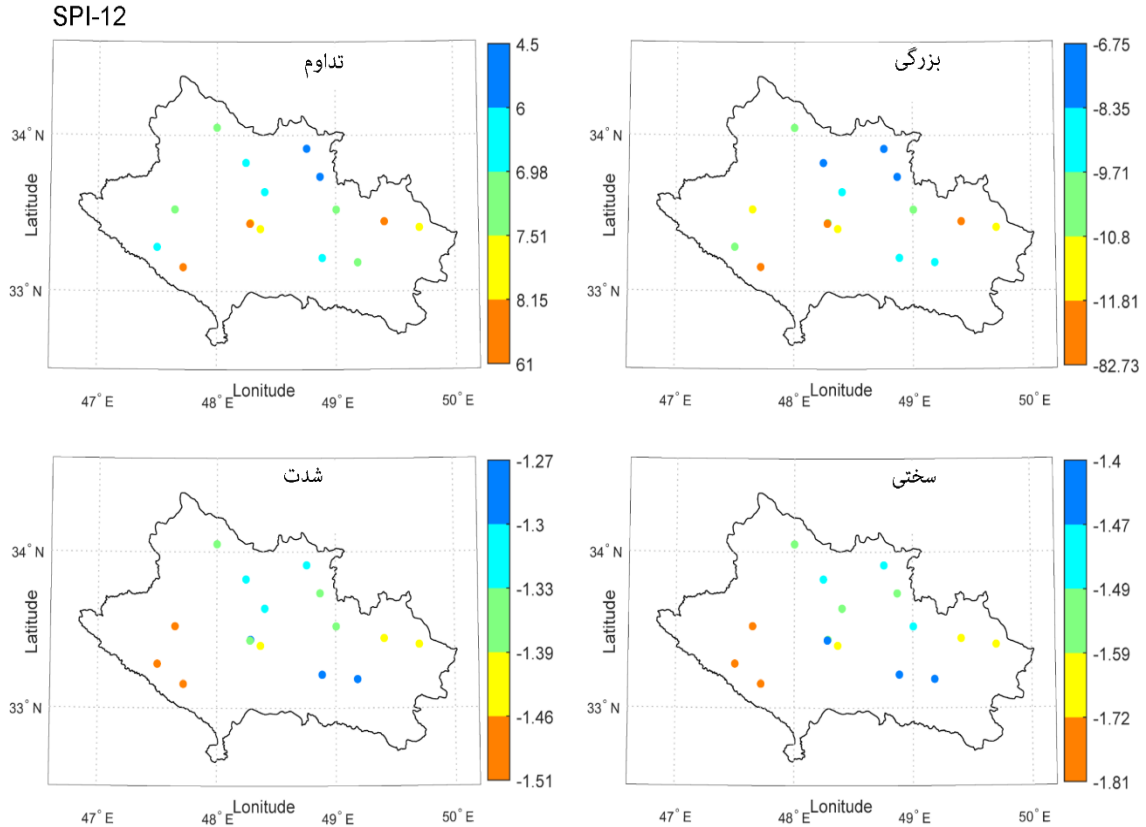 SPI-12
تداوم
4.5
6
6.98
7.51
8.15
61
34° N
33° N
Latitude
47° E
48° E
49° E
50° E
Lonitude
بزرگی
-6.75
-8.35
-9.71
-10.8
-11.81
-82.73
34° N
33° N
Latitude
47° E
48° E
49° E
50° E
Lonitude
شدت
-1.27
-1.3
-1.33
-1.39
-1.46
-1.51
34° N
33° N
Latitude
47° E
48° E
49° E
50° E
Lonitude
سختی
-1.4
-1.47
-1.49
-1.59
-1.72
-1.81
34° N
33° N
Latitude
47° E
48° E
49° E
50° E
Lonitude